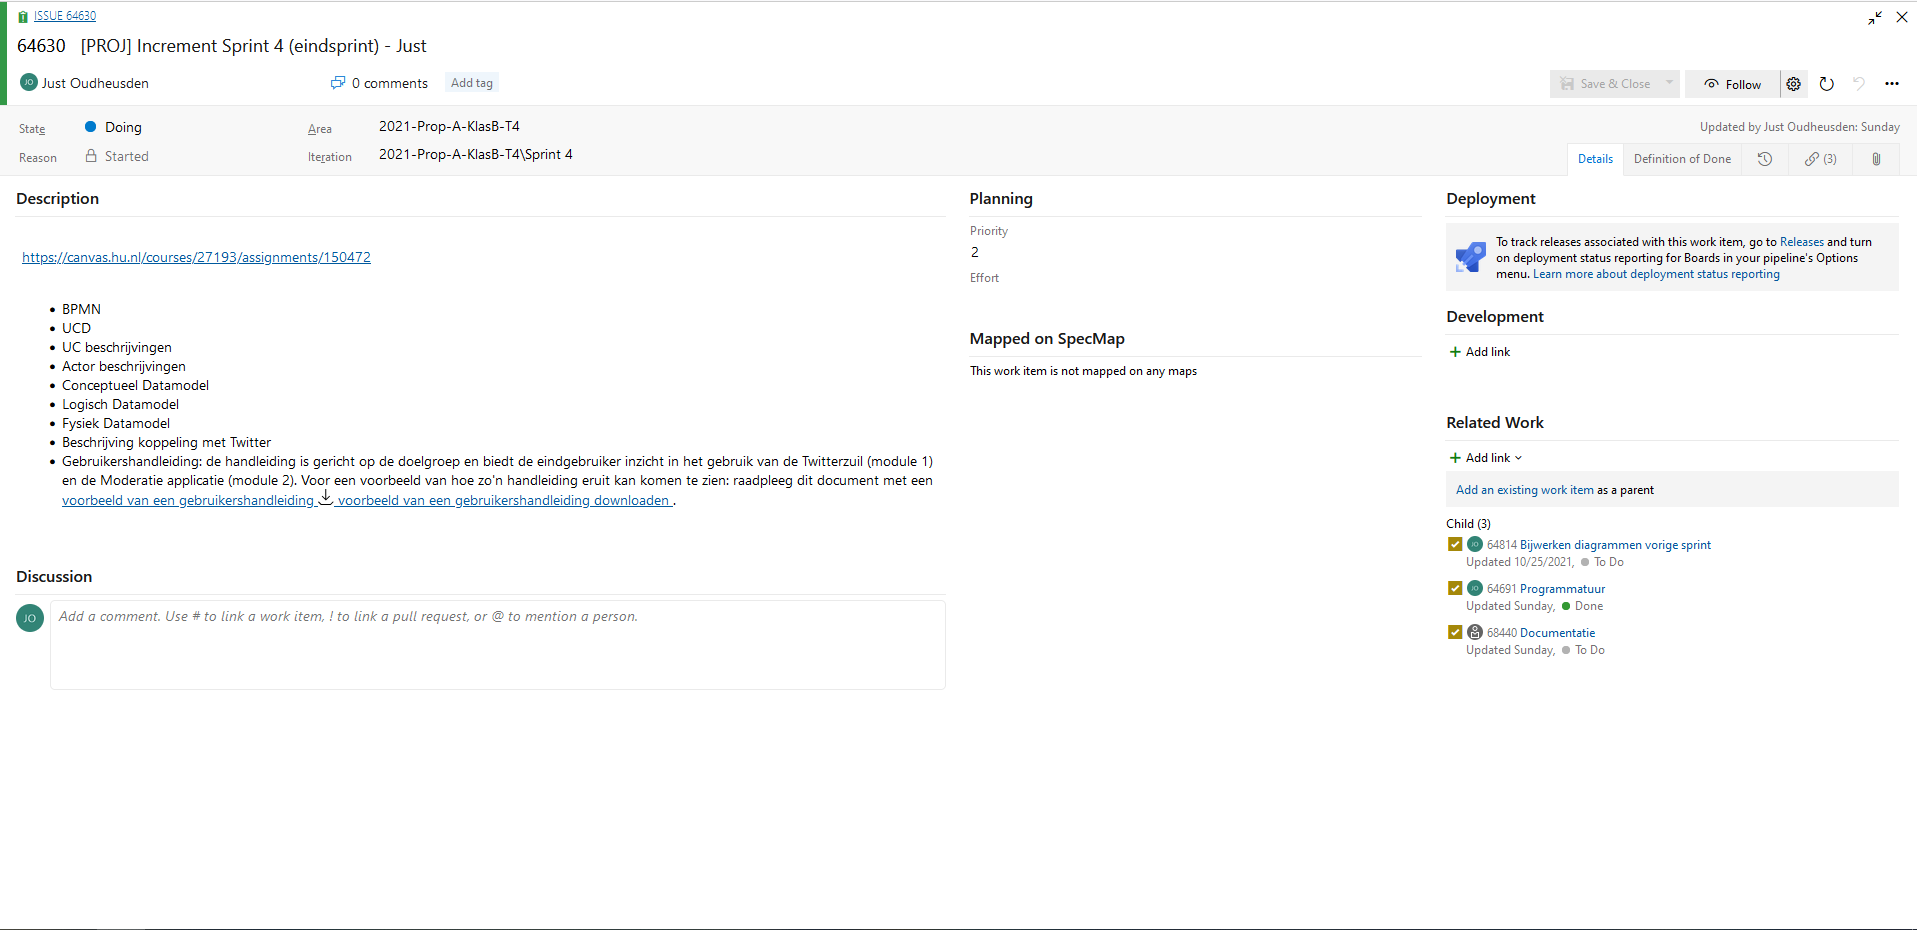 ISSUE 64630
64630 [PROJ] Increment Sprint 4 (eindsprint) - Just
JO Just Oudheusden
0 comments
Add tag
Save & Close
Follow
State
Doing
Area
2021-Prop-A-KlasB-T4
Updated by Just Oudheusden: Sunday
Reason
Started
Iteration
2021-Prop-A-KlasB-T4\Sprint 4
Details
Definition of Done
(3)
Description
https://canvas.hu.nl/courses/27193/assignments/150472
• BPMN
• UCD
• UC beschrijvingen
• Actor beschrijvingen
• Conceptueel Datamodel
• Logisch Datamodel
• Fysiek Datamodel
• Beschrijving koppeling met Twitter
• Gebruikershandleiding: de handleiding is gericht op de doelgroep en biedt de eindgebruiker inzicht in het gebruik van de Twitterzuil (module 1)
en de Moderatie applicatie (module 2). Voor een voorbeeld van hoe zo'n handleiding eruit kan komen te zien: raadpleeg dit document met een
voorbeeld van een gebruikershandleiding voorbeeld van een gebruikershandleiding downloaden .
Discussion
JO
Add a comment. Use # to link a work item, ! to link a pull request, or @ to mention a person.
Planning
Priority
2
Effort
Mapped on SpecMap
This work item is not mapped on any maps
Deployment
To track releases associated with this work item, go to Releases and turn
on deployment status reporting for Boards in your pipeline's Options
menu. Learn more about deployment status reporting
Development
+ Add link
Related Work
+ Add link
Add an existing work item as a parent
Child (3)
JO 64814 Bijwerken diagrammen vorige sprint
Updated 10/25/2021, To Do
JO 64691 Programmatuur
Updated Sunday, Done
68440 Documentatie
Updated Sunday, To Do